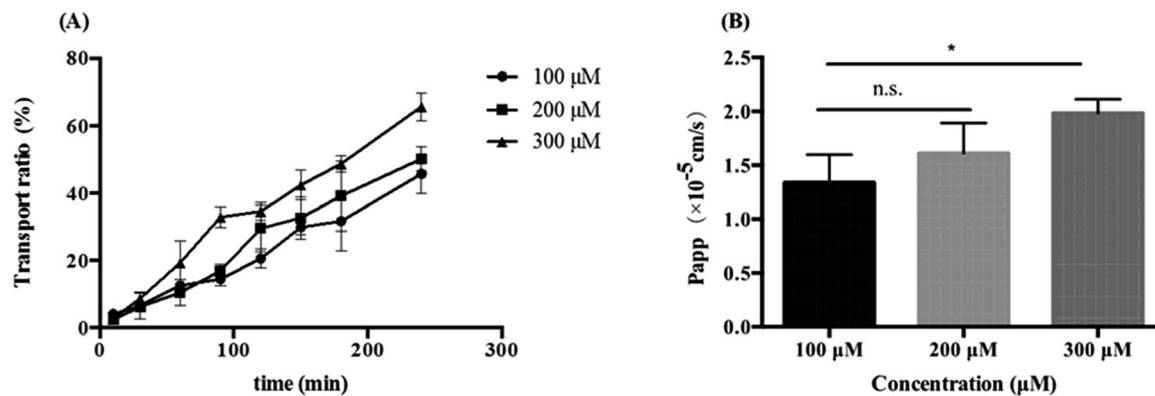 (A)
Transport ratio (%)
80
60
40
20
0
0
100
200
300
time (min)
100 μM
200 μM
300 μM
(B)
Papp (×10⁻⁵cm/s)
2.5
2.0
1.5
1.0
0.5
0.0
*
n.s.
100 μM
200 μM
300 μM
Concentration (μM)